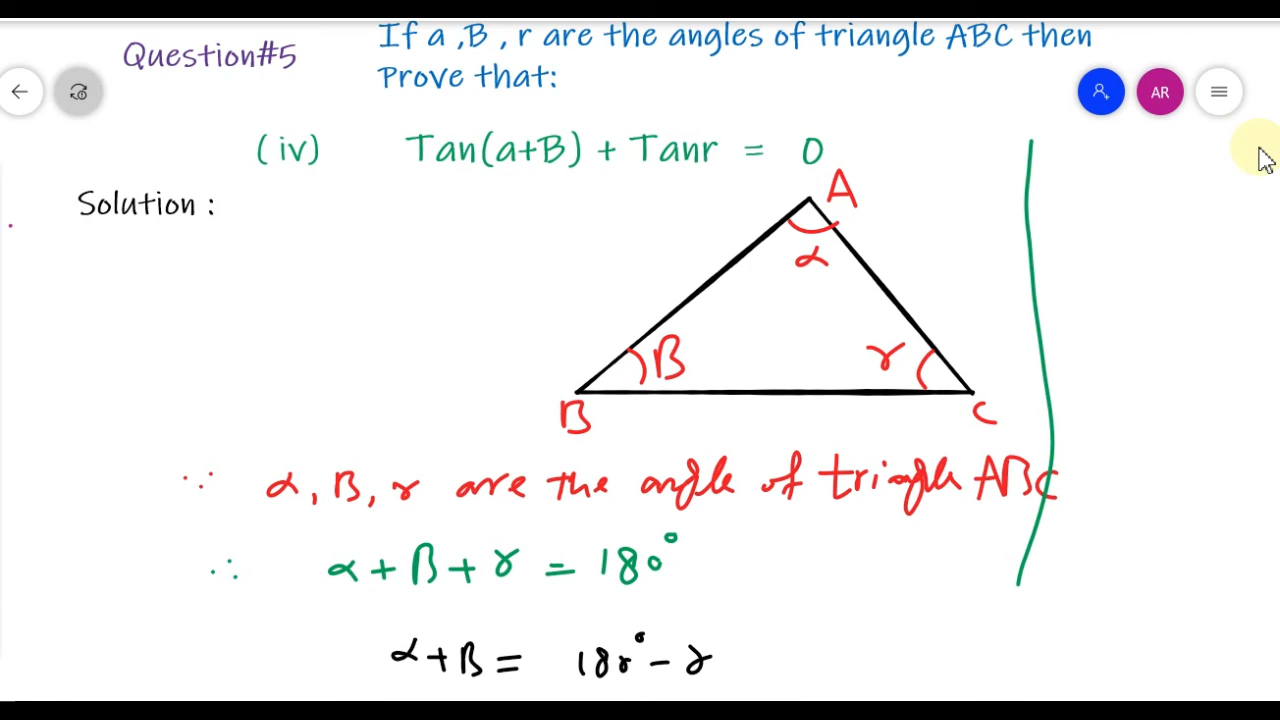 If a ,B , r are the angles of triangle ABC then
Question#5
Prove that:
AR
(iv) Tan(a+B) + Tanr = 0
Solution :
A
α
B
r
B
C
∵ α, B, r are the angle of triangle ABC
∴ α + B + r = 180°
α + B = 180° - r